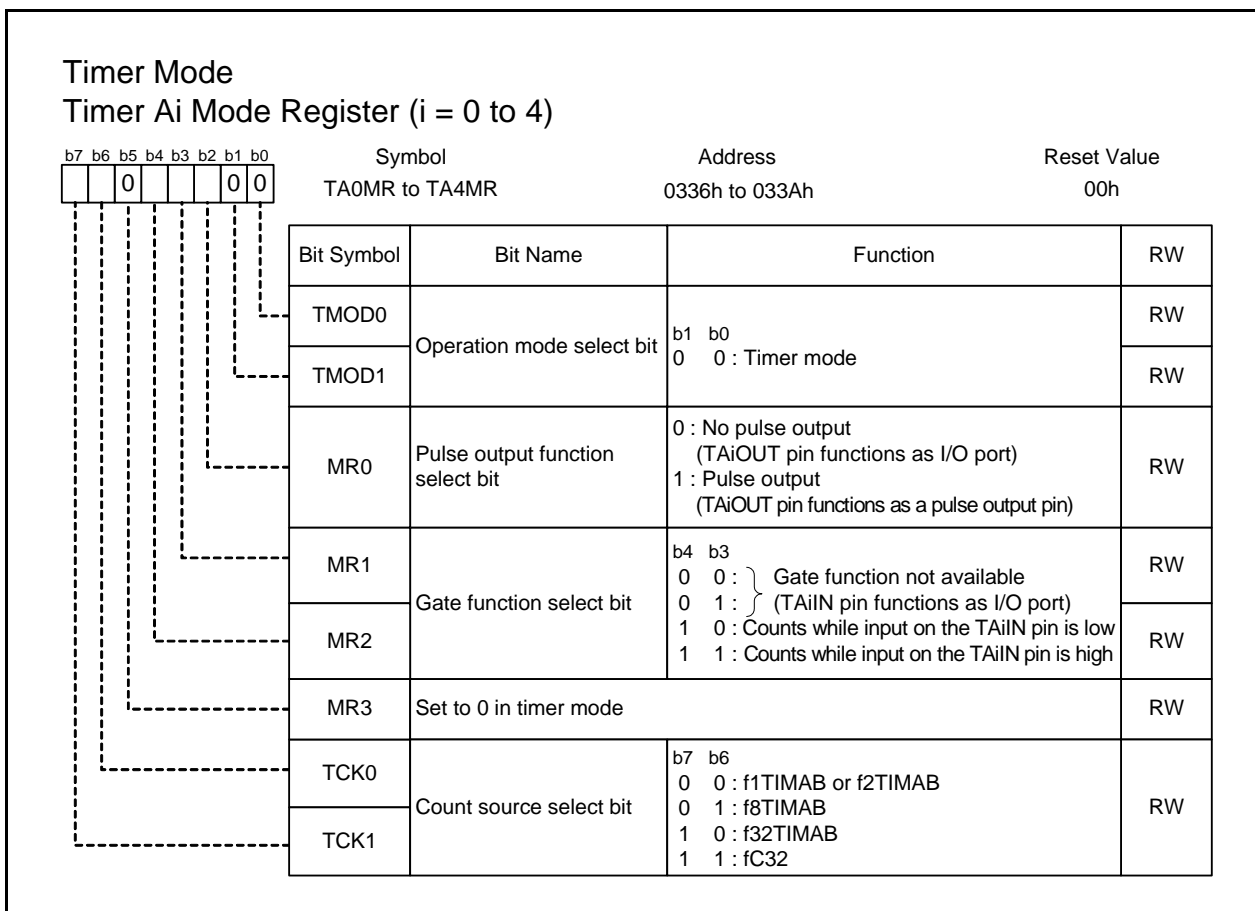 Timer Mode
Timer Ai Mode Register (i = 0 to 4)
b7 b6 b5 b4 b3 b2 b1 b0
0 0 0
Symbol Address Reset Value
TA0MR to TA4MR 0336h to 033Ah 00h
Bit Symbol Bit Name Function RW
TMOD0 RW
Operation mode select bit
b1 b0
0 0 : Timer mode
TMOD1 RW
MR0
Pulse output function
select bit
0 : No pulse output
(TAiOUT pin functions as I/O port)
1 : Pulse output
(TAiOUT pin functions as a pulse output pin)
RW
MR1 RW
Gate function select bit
b4 b3
0 0 : Gate function not available
0 1 : (TAiIN pin functions as I/O port)
1 0 : Counts while input on the TAiIN pin is low
1 1 : Counts while input on the TAiIN pin is high
MR2 RW
MR3 Set to 0 in timer mode RW
TCK0
Count source select bit
b7 b6
0 0 : f1TIMAB or f2TIMAB
0 1 : f8TIMAB
1 0 : f32TIMAB
1 1 : fC32
RW
TCK1